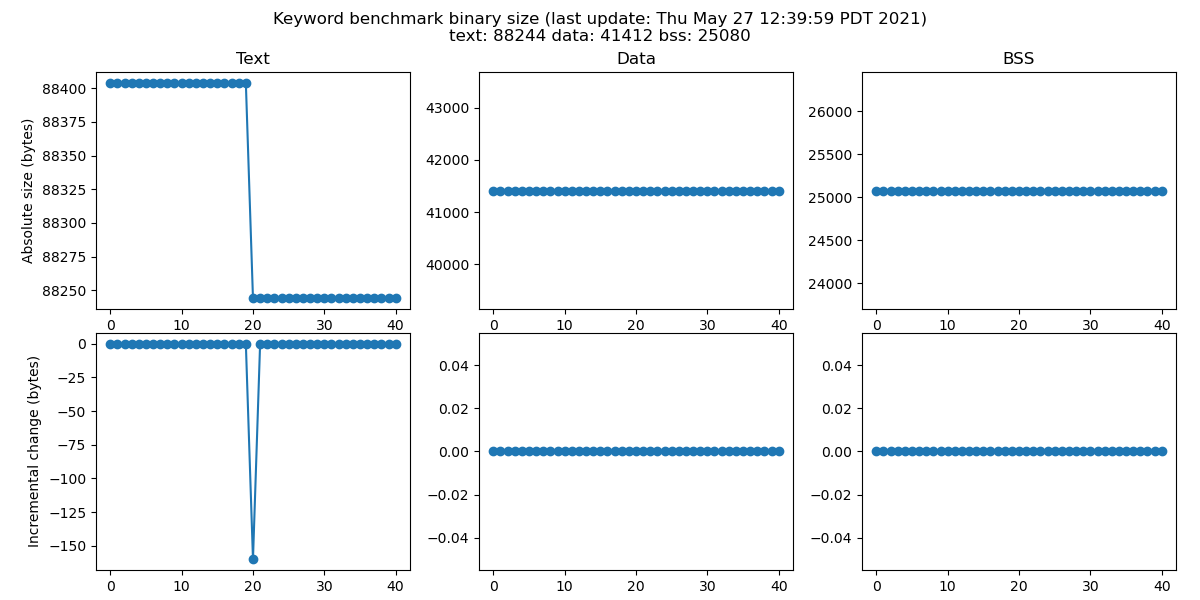 Keyword benchmark binary size (last update: Thu May 27 12:39:59 PDT 2021)
text: 88244 data: 41412 bss: 25080
Text
Absolute size (bytes)
88400
88375
88350
88325
88300
88275
88250
0 10 20 30 40
Data
43000
42000
41000
40000
0 10 20 30 40
BSS
26000
25500
25000
24500
24000
0 10 20 30 40
Incremental change (bytes)
0
−25
−50
−75
−100
−125
−150
0 10 20 30 40
0.04
0.02
0.00
−0.02
−0.04
0 10 20 30 40
0.04
0.02
0.00
−0.02
−0.04
0 10 20 30 40